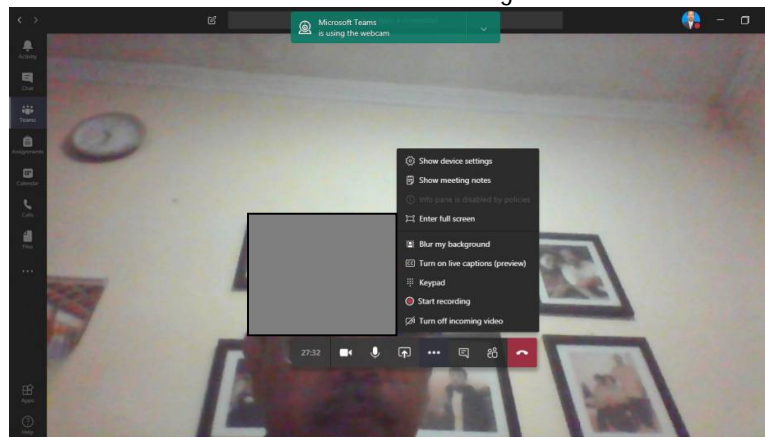 Microsoft Teams
is using the webcam
Activity
Chat
Teams
Assignments
Calendar
Calls
Files
Apps
Help
Show device settings
Show meeting notes
Info pane is disabled by policies
Enter full screen
Blur my background
Turn on live captions (preview)
Keypad
Start recording
Turn off incoming video
27:32